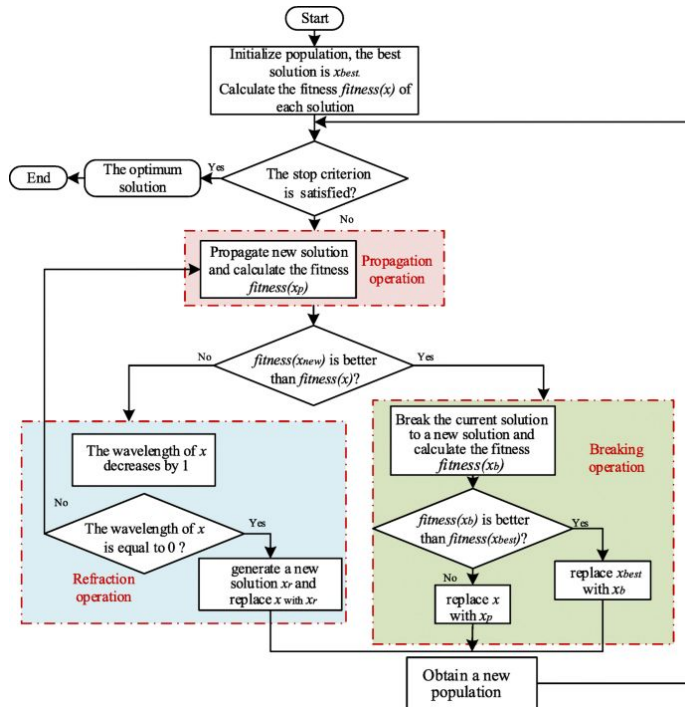 Start
Initialize population, the best
solution is xbest.
Calculate the fitness fitness(x) of
each solution
End
The optimum
solution
Yes
The stop criterion
is satisfied?
No
Propagate new solution
and calculate the fitness
fitness(xp)
Propagation
operation
No
fitness(xnew) is better
than fitness(x)?
Yes
The wavelength of x
decreases by 1
No
The wavelength of x
is equal to 0 ?
Yes
Refraction
operation
generate a new
solution xr and
replace x with xr
Break the current solution
to a new solution and
calculate the fitness
fitness(xb)
Breaking
operation
fitness(xb) is better
than fitness(xbest)?
Yes
No
replace x
with xp
replace xbest
with xb
Obtain a new
population